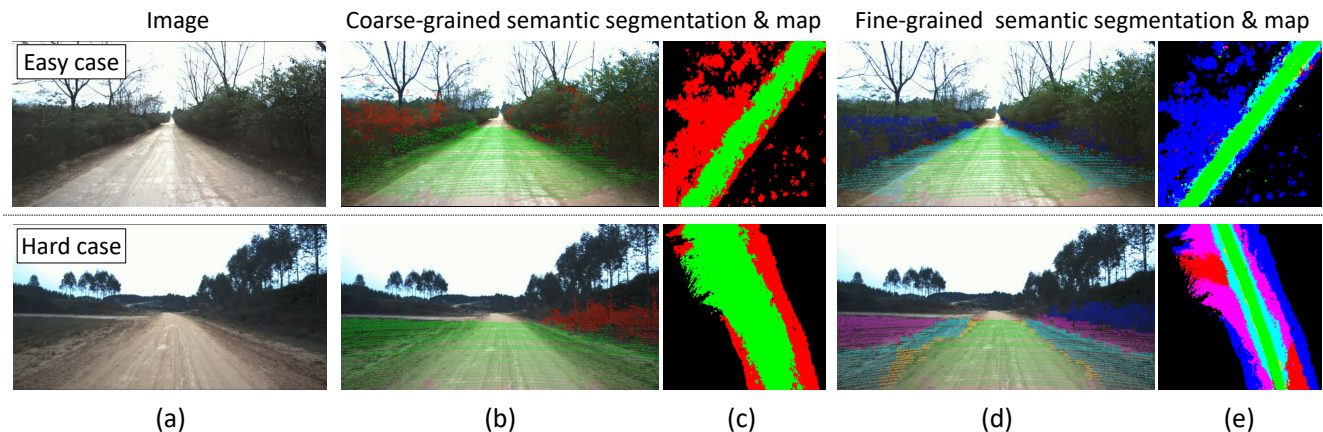 Image
Coarse-grained semantic segmentation & map
Fine-grained semantic segmentation & map
Easy case
Hard case
(a)
(b)
(c)
(d)
(e)